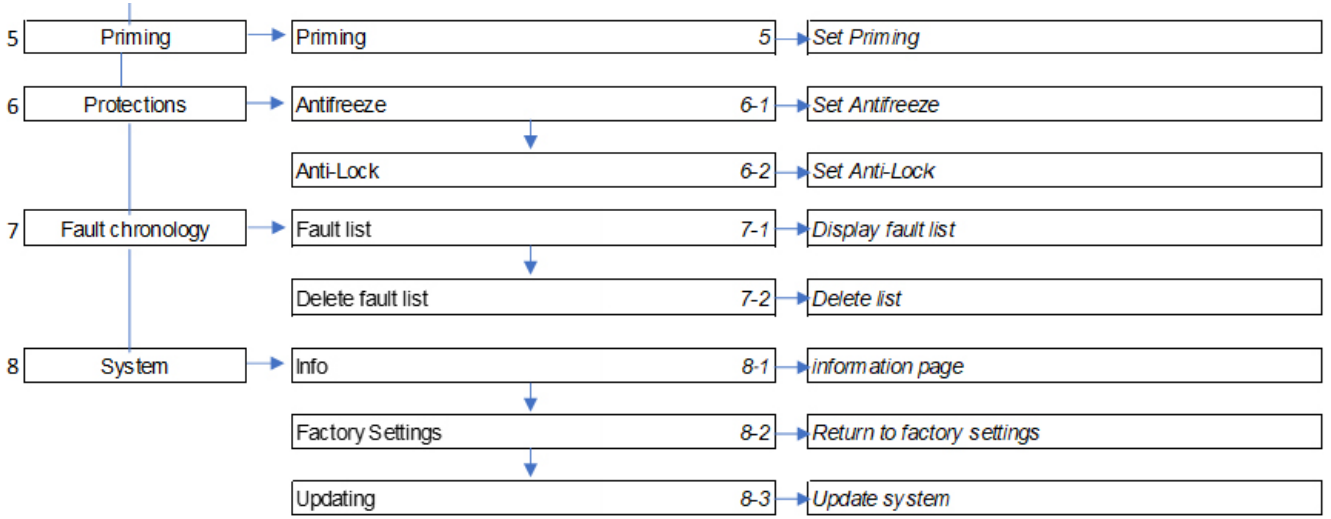 5 Priming Priming 5 Set Priming
6 Protections Antifreeze 6-1 Set Antifreeze
Anti-Lock 6-2 Set Anti-Lock
7 Fault chronology Fault list 7-1 Display fault list
Delete fault list 7-2 Delete list
8 System Info 8-1 information page
Factory Settings 8-2 Return to factory settings
Updating 8-3 Update system